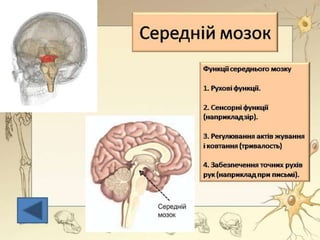 Середній мозок
Функції середнього мозку
1. Рухові функції.
2. Сенсорні функції
(наприклад зір).
3. Регулювання актів жування
і ковтання (тривалость)
4. Забезпечення точних рухів
рук (наприклад при письмі).
Середній
мозок